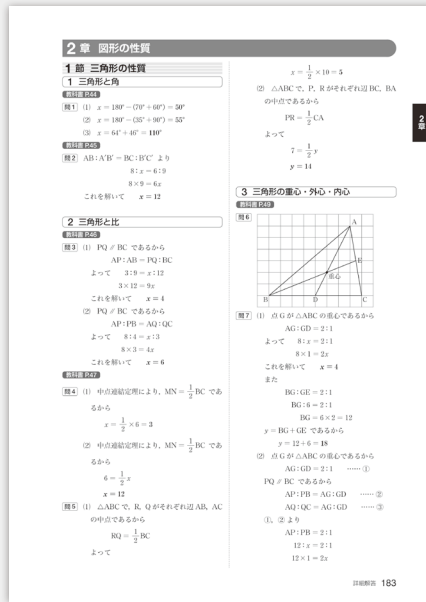 2章 図形の性質
1節 三角形の性質
1 三角形と角
教科書 P.44
問1 (1) x = 180° − (70° + 60°) = 50°
(2) x = 180° − (35° + 90°) = 55°
(3) x = 64° + 46° = 110°
教科書 P.45
問2 AB : A′B′ = BC : B′C′ より
8 : x = 6 : 9
8 × 9 = 6x
これを解いて x = 12
2 三角形と比
教科書 P.46
問3 (1) PQ // BC であるから
AP : AB = PQ : BC
よって 3 : 9 = x : 12
3 × 12 = 9x
これを解いて x = 4
(2) PQ // BC であるから
AP : PB = AQ : QC
よって 8 : 4 = x : 3
8 × 3 = 4x
これを解いて x = 6
教科書 P.47
問4 (1) 中点連結定理により, MN = 1/2 BC であ
るから
x = 1/2 × 6 = 3
(2) 中点連結定理により, MN = 1/2 BC であ
るから
6 = 1/2 x
x = 12
問5 (1) △ABC で, R, Q がそれぞれ辺 AB, AC
の中点であるから
RQ = 1/2 BC
よって
x = 1/2 × 10 = 5
(2) △ABC で, P, R がそれぞれ辺 BC, BA
の中点であるから
PR = 1/2 CA
よって
7 = 1/2 y
y = 14
3 三角形の重心・外心・内心
教科書 P.49
問6
A
E
重心
B D C
問7 (1) 点 G が △ABC の重心であるから
AG : GD = 2 : 1
よって 8 : x = 2 : 1
8 × 1 = 2x
これを解いて x = 4
また
BG : GE = 2 : 1
BG : 6 = 2 : 1
BG = 6 × 2 = 12
y = BG + GE であるから
y = 12 + 6 = 18
(2) 点 G が △ABC の重心であるから
AG : GD = 2 : 1 …… ①
PQ // BC であるから
AP : PB = AG : GD …… ②
AQ : QC = AG : GD …… ③
①, ② より
AP : PB = 2 : 1
12 : x = 2 : 1
12 × 1 = 2x
2章
詳細解答 183